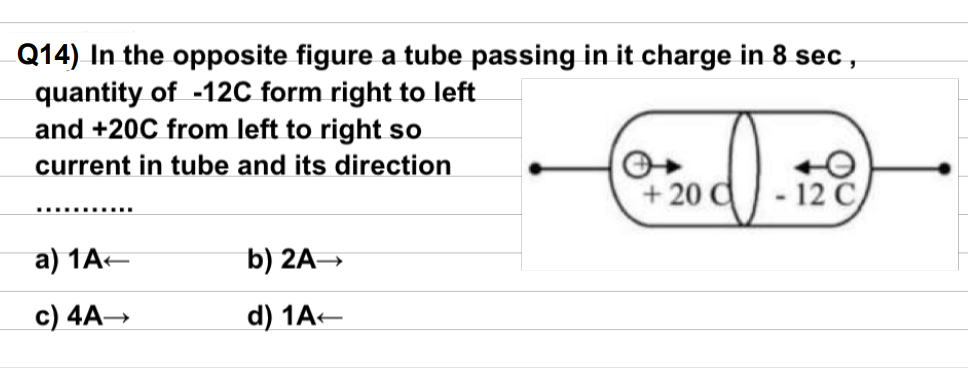 Q14) In the opposite figure a tube passing in it charge in 8 sec ,
quantity of -12C form right to left
and +20C from left to right so
current in tube and its direction
...........
+ 20 C
- 12 C
a) 1A←
b) 2A→
c) 4A→
d) 1A←